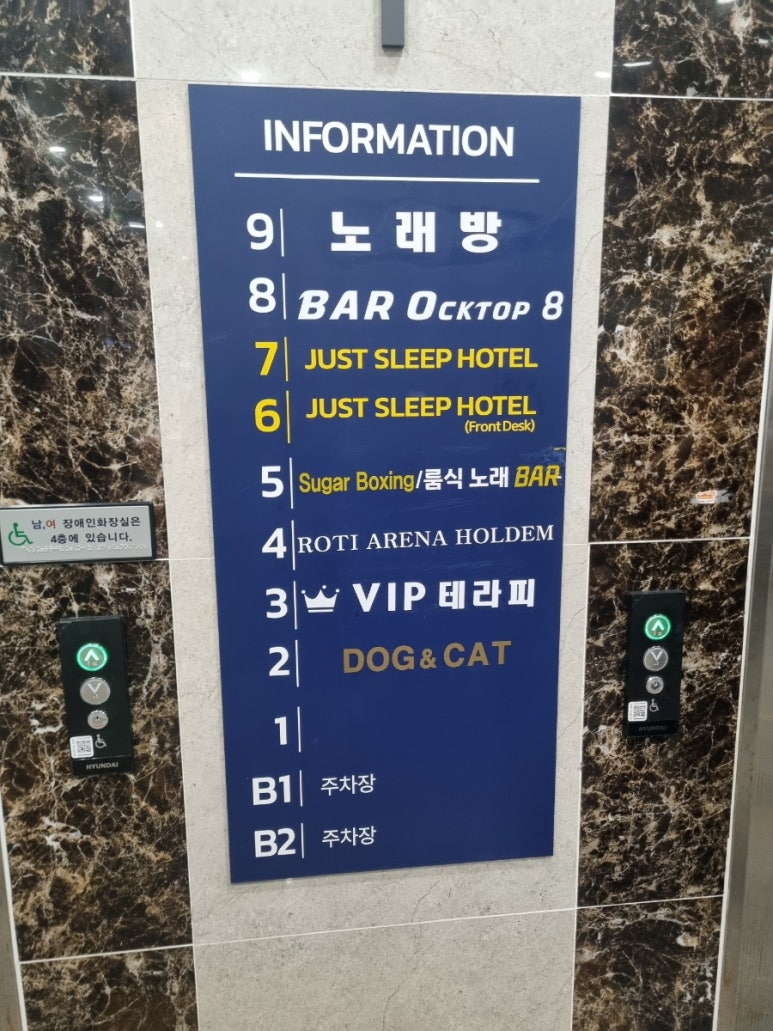 INFORMATION
9 노래방
8 BAR OCKTOP 8
7 JUST SLEEP HOTEL
6 JUST SLEEP HOTEL
(Front Desk)
5 Sugar Boxing/룸식 노래 BAR
4 ROTI ARENA HOLDEM
3 VIP 테라피
2 DOG & CAT
1
B1 주차장
B2 주차장
남,여 장애인화장실은
4층에 있습니다.
HYUNDAI
HYUNDAI